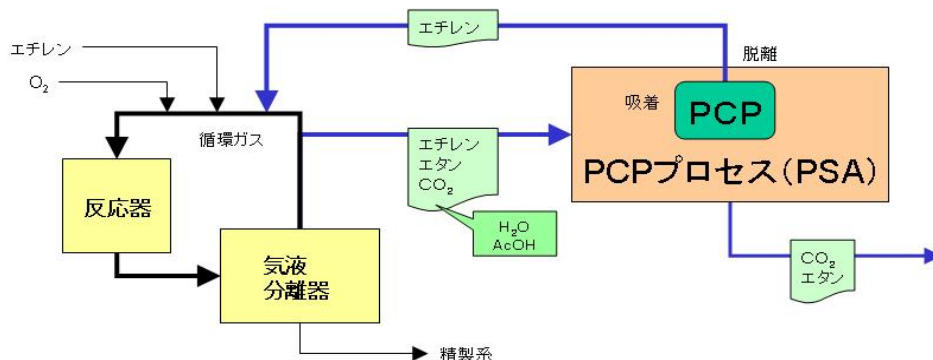 エチレン
エチレン
O₂
脱離
吸着
PCP
循環ガス
エチレン
エタン
CO₂
PCPプロセス(PSA)
反応器
H₂O
AcOH
気液
分離器
CO₂
エタン
精製系